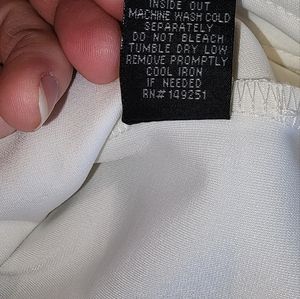 INSIDE OUT
MACHINE WASH COLD
SEPARATELY
DO NOT BLEACH
TUMBLE DRY LOW
REMOVE PROMPTLY
COOL IRON
IF NEEDED
RN# 149251